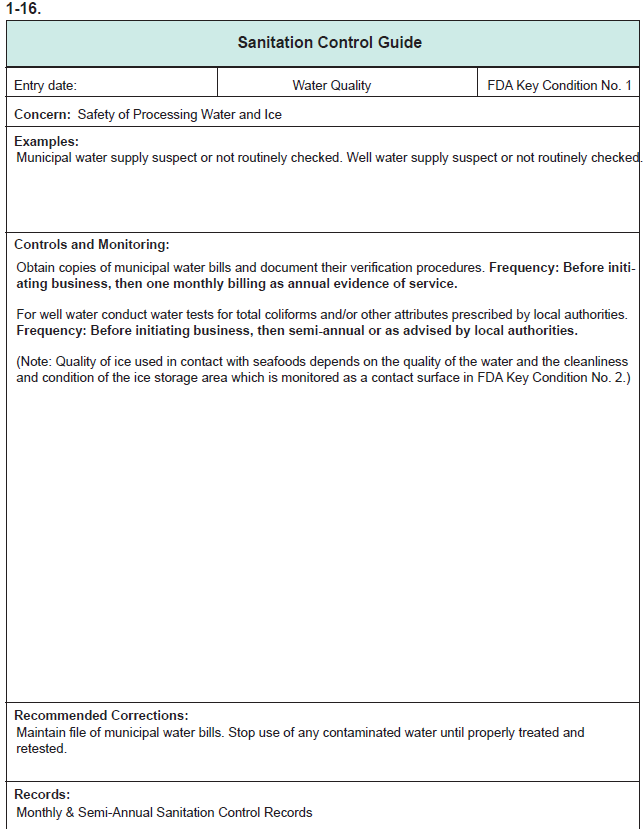 1-16.
Sanitation Control Guide
Entry date:
Water Quality
FDA Key Condition No. 1
Concern: Safety of Processing Water and Ice
Examples:
Municipal water supply suspect or not routinely checked. Well water supply suspect or not routinely checked.
Controls and Monitoring:
Obtain copies of municipal water bills and document their verification procedures. Frequency: Before initi-
ating business, then one monthly billing as annual evidence of service.
For well water conduct water tests for total coliforms and/or other attributes prescribed by local authorities.
Frequency: Before initiating business, then semi-annual or as advised by local authorities.
(Note: Quality of ice used in contact with seafoods depends on the quality of the water and the cleanliness
and condition of the ice storage area which is monitored as a contact surface in FDA Key Condition No. 2.)
Recommended Corrections:
Maintain file of municipal water bills. Stop use of any contaminated water until properly treated and
retested.
Records:
Monthly & Semi-Annual Sanitation Control Records